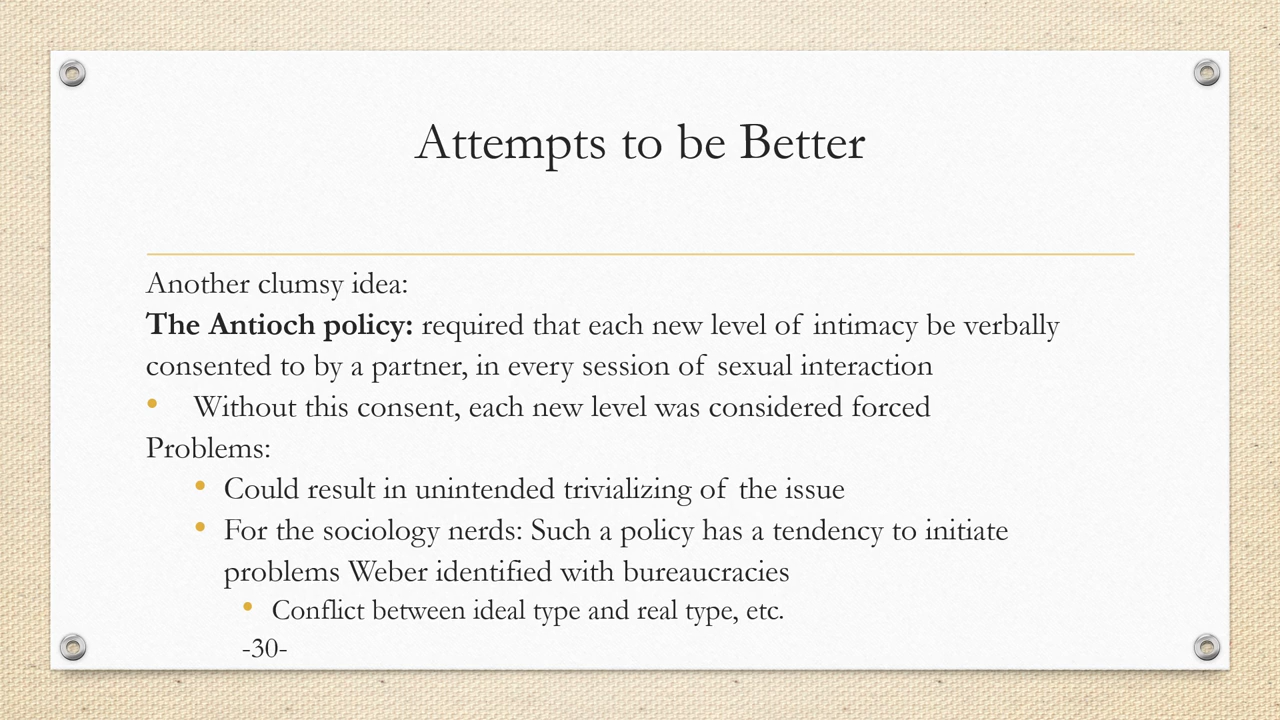 Attempts to be Better
Another clumsy idea:
The Antioch policy: required that each new level of intimacy be verbally
consented to by a partner, in every session of sexual interaction
• Without this consent, each new level was considered forced
Problems:
• Could result in unintended trivializing of the issue
• For the sociology nerds: Such a policy has a tendency to initiate
problems Weber identified with bureaucracies
• Conflict between ideal type and real type, etc.
-30-